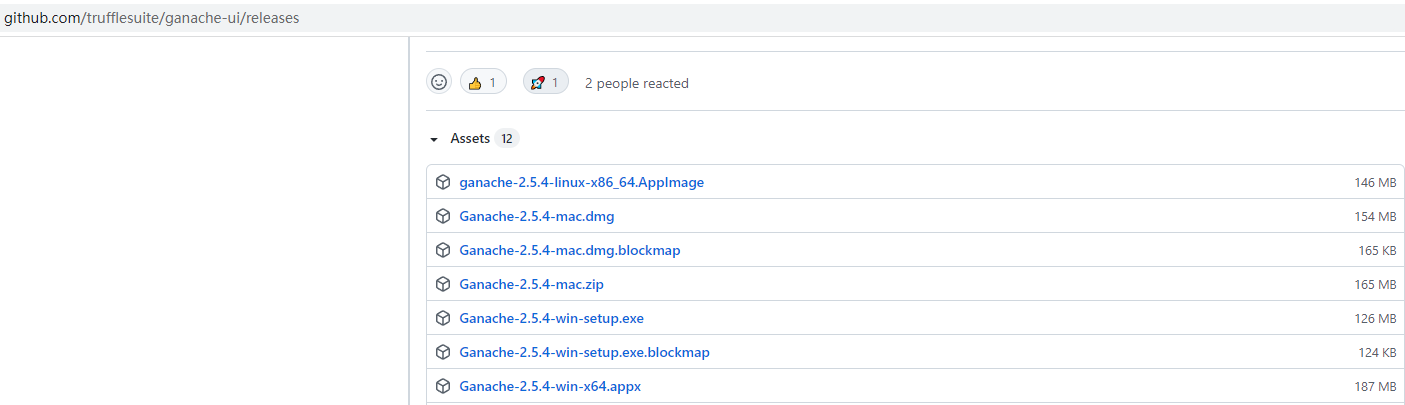 github.com/trufflesuite/ganache-ui/releases
1 1 2 people reacted
Assets 12
ganache-2.5.4-linux-x86_64.AppImage 146 MB
Ganache-2.5.4-mac.dmg 154 MB
Ganache-2.5.4-mac.dmg.blockmap 165 KB
Ganache-2.5.4-mac.zip 165 MB
Ganache-2.5.4-win-setup.exe 126 MB
Ganache-2.5.4-win-setup.exe.blockmap 124 KB
Ganache-2.5.4-win-x64.appx 187 MB